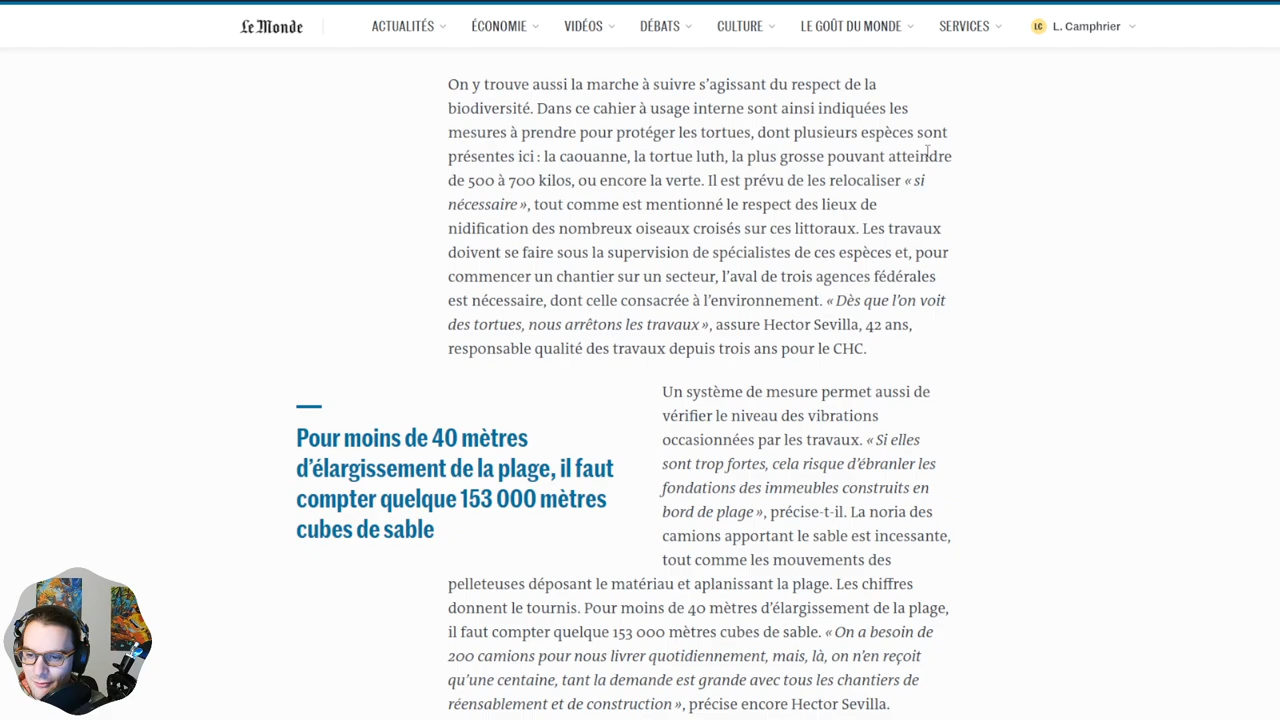 Le Monde
ACTUALITÉS
ÉCONOMIE
VIDÉOS
DÉBATS
CULTURE
LE GOÛT DU MONDE
SERVICES
LC
L. Camphrier
On y trouve aussi la marche à suivre s’agissant du respect de la
biodiversité. Dans ce cahier à usage interne sont ainsi indiquées les
mesures à prendre pour protéger les tortues, dont plusieurs espèces sont
présentes ici : la caouanne, la tortue luth, la plus grosse pouvant atteindre
de 500 à 700 kilos, ou encore la verte. Il est prévu de les relocaliser « si
nécessaire », tout comme est mentionné le respect des lieux de
nidification des nombreux oiseaux croisés sur ces littoraux. Les travaux
doivent se faire sous la supervision de spécialistes de ces espèces et, pour
commencer un chantier sur un secteur, l’aval de trois agences fédérales
est nécessaire, dont celle consacrée à l’environnement. « Dès que l’on voit
des tortues, nous arrêtons les travaux », assure Hector Sevilla, 42 ans,
responsable qualité des travaux depuis trois ans pour le CHC.
Pour moins de 40 mètres
d’élargissement de la plage, il faut
compter quelque 153 000 mètres
cubes de sable
Un système de mesure permet aussi de
vérifier le niveau des vibrations
occasionnées par les travaux. « Si elles
sont trop fortes, cela risque d’ébranler les
fondations des immeubles construits en
bord de plage », précise-t-il. La noria des
camions apportant le sable est incessante,
tout comme les mouvements des
pelleteuses déposant le matériau et aplanissant la plage. Les chiffres
donnent le tournis. Pour moins de 40 mètres d’élargissement de la plage,
il faut compter quelque 153 000 mètres cubes de sable. « On a besoin de
200 camions pour nous livrer quotidiennement, mais, là, on n’en reçoit
qu’une centaine, tant la demande est grande avec tous les chantiers de
réensablement et de construction », précise encore Hector Sevilla.